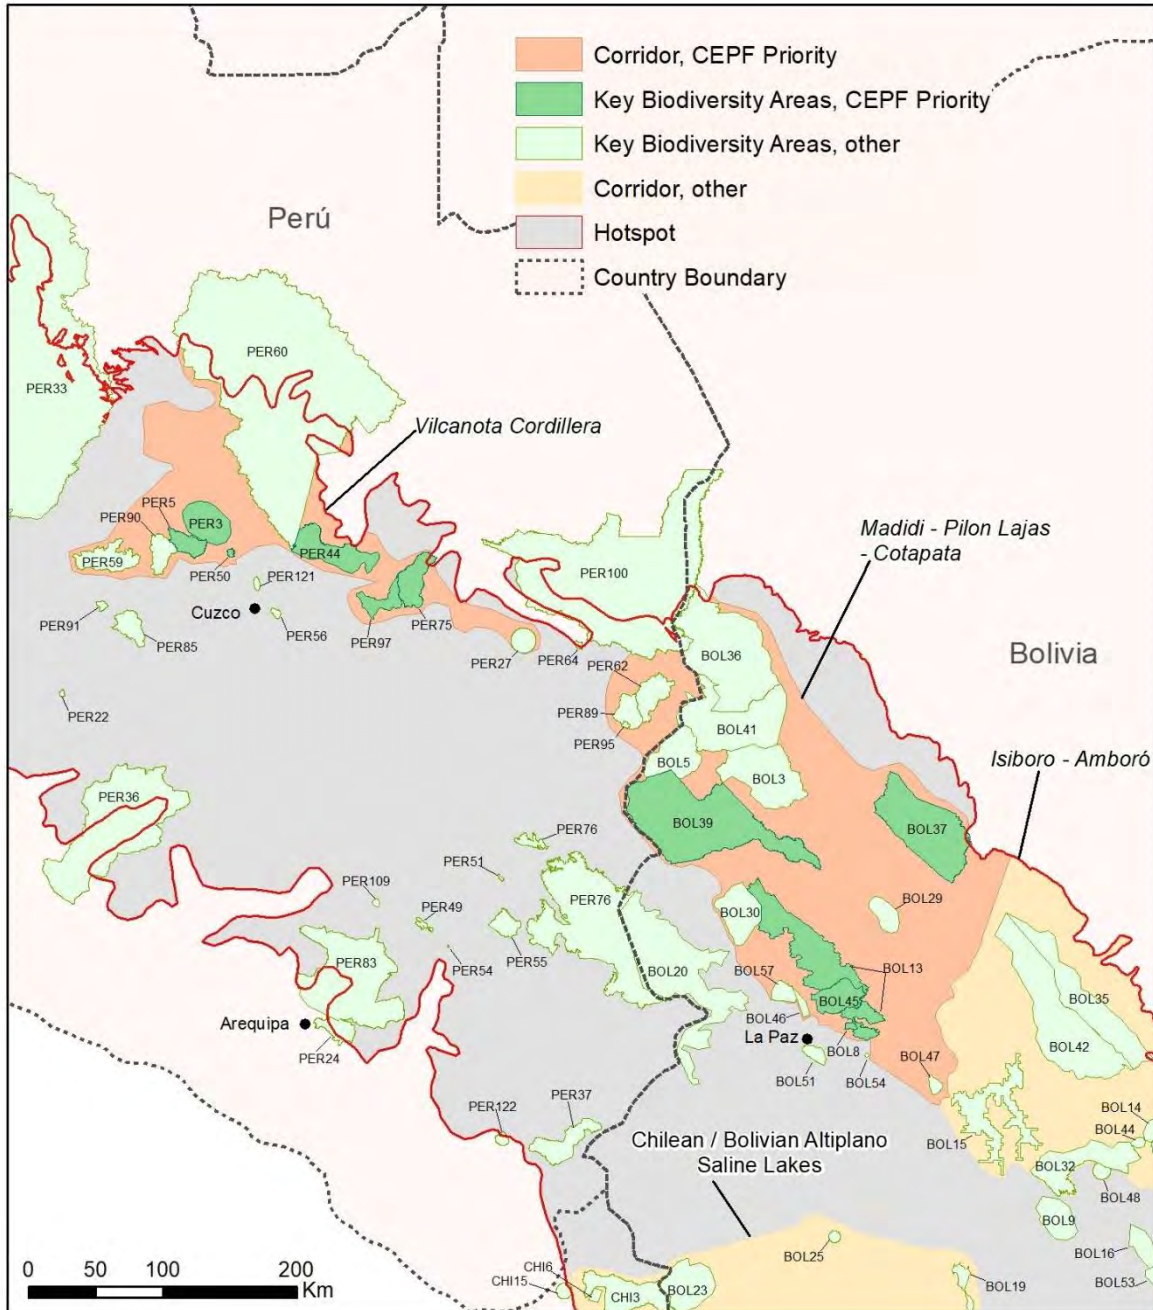 Corridor, CEPF Priority
Key Biodiversity Areas, CEPF Priority
Key Biodiversity Areas, other
Corridor, other
Hotspot
Country Boundary
Perú
PER60
PER33
Vilcanota Cordillera
PER5
PER90
PER3
PER59
PER50
PER44
PER121
Cuzco
PER56
PER91
PER85
PER97
PER75
PER27
PER64
PER100
PER62
PER89
PER95
PER22
Madidi - Pilon Lajas
- Cotapata
Bolivia
BOL36
BOL41
BOL5
BOL3
Isiboro - Amboró
PER36
BOL39
BOL37
PER76
PER51
PER109
PER49
PER76
PER55
PER54
PER83
BOL30
BOL29
BOL13
BOL57
BOL20
BOL45
BOL46
BOL35
BOL42
Arequipa
PER24
La Paz
BOL8
BOL51
BOL54
BOL47
PER37
PER122
BOL14
BOL44
BOL15
BOL32
BOL48
BOL9
Chilean / Bolivian Altiplano
Saline Lakes
BOL25
BOL16
BOL53
BOL19
CHI6
CHI15
CHI3
BOL23
0 50 100 200
Km